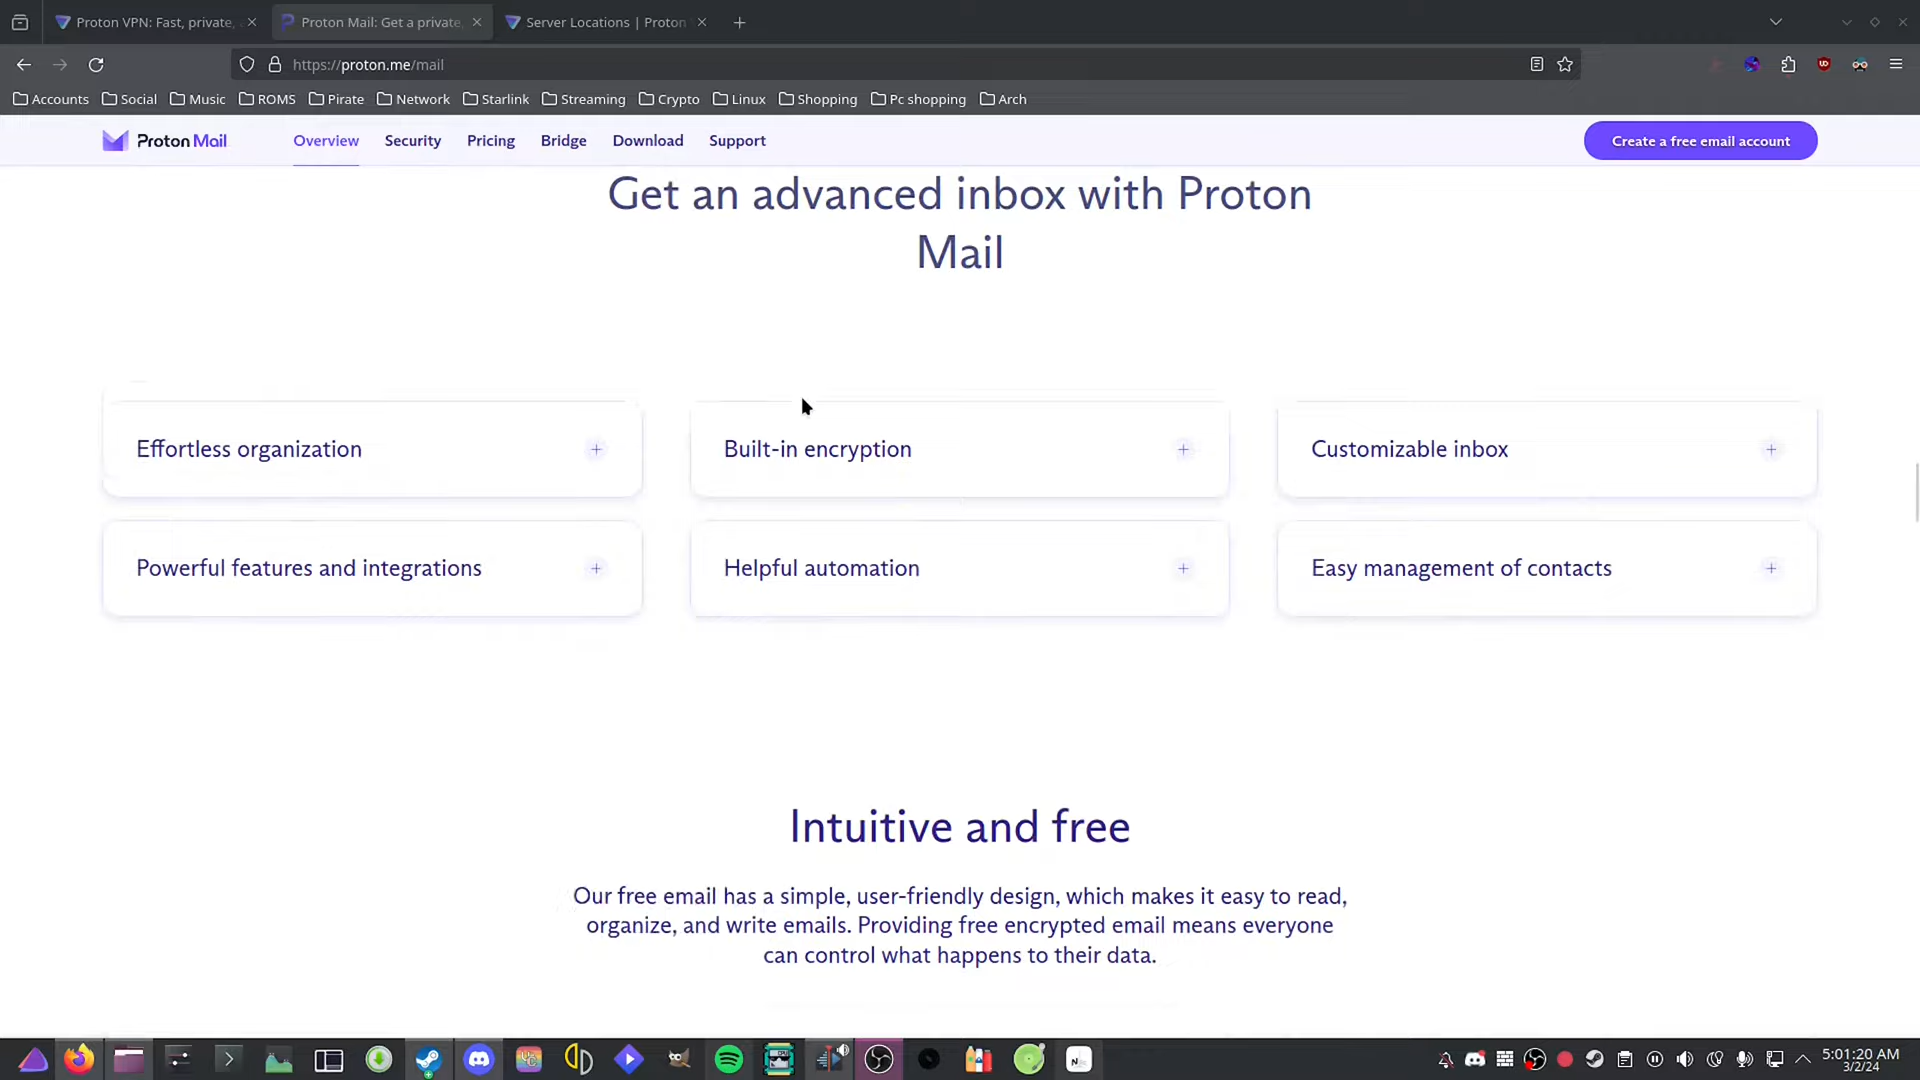 Proton VPN: Fast, private,
Proton Mail: Get a private,
Server Locations | Proton
https://proton.me/mail
Accounts Social Music ROMS Pirate Network Starlink Streaming Crypto Linux Shopping Pc shopping Arch
Proton Mail Overview Security Pricing Bridge Download Support Create a free email account
Get an advanced inbox with Proton
Mail
Effortless organization + Built-in encryption + Customizable inbox +
Powerful features and integrations + Helpful automation + Easy management of contacts +
Intuitive and free
Our free email has a simple, user-friendly design, which makes it easy to read,
organize, and write emails. Providing free encrypted email means everyone
can control what happens to their data.
5:01:20 AM
3/2/24